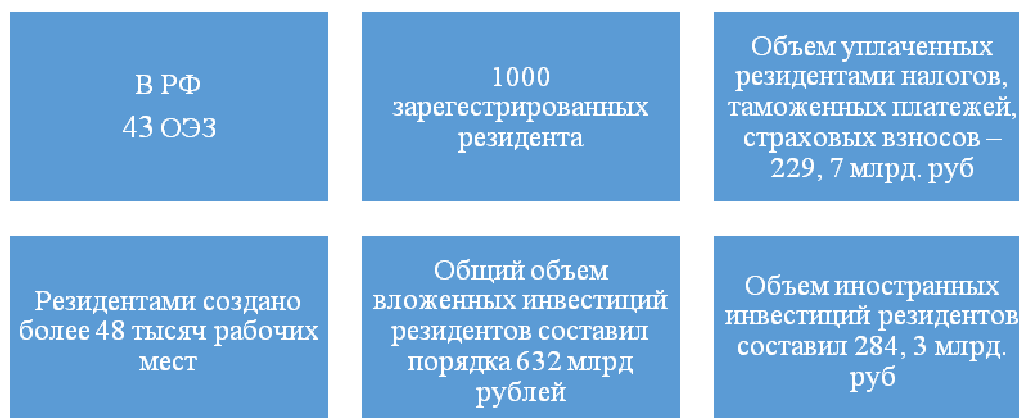 В РФ
43 ОЭЗ
1000
зарегестрированных
резидента
Объем уплаченных
резидентами налогов,
таможенных платежей,
страховых взносов –
229, 7 млрд. руб
Резидентами создано
более 48 тысяч рабочих
мест
Общий объем
вложенных инвестиций
резидентов составил
порядка 632 млрд
рублей
Объем иностранных
инвестиций резидентов
составил 284, 3 млрд.
руб